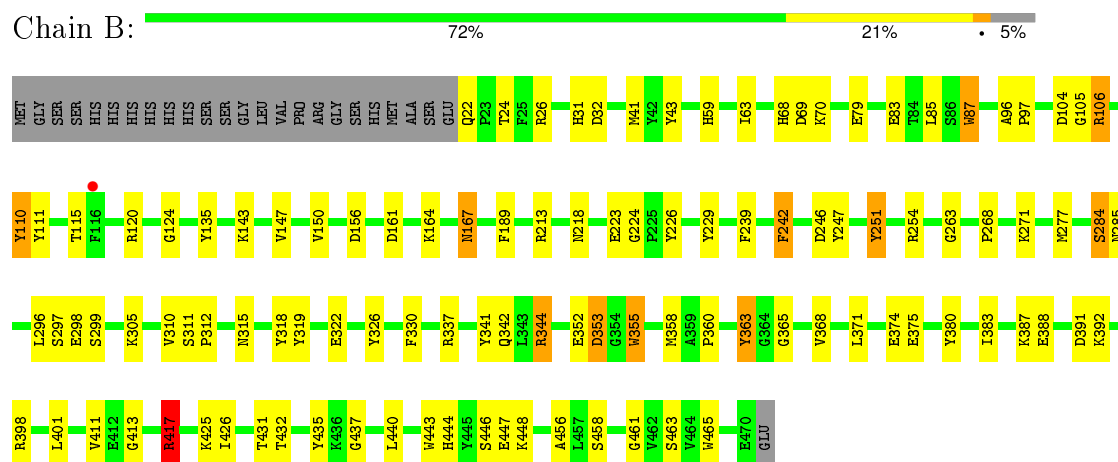 Chain B:
72% 21% • 5%
MET GLY SER SER HIS HIS HIS HIS HIS HIS SER SER GLY LEU VAL PRO ARG GLY SER HIS MET ALA SER GLU Q22 P23 T24 F25 R26 H31 D32 M41 Y42 Y43 H59 I63 H68 D69 K70 E79 E83 T84 L85 S86 W87 A96 P97 D104 G105 R106
Y110 Y111 T115 F116 R120 G124 Y135 K143 V147 V150 D156 D161 K164 N167 F189 R213 N218 E223 G224 P225 Y226 Y229 F239 F242 D246 Y247 Y251 R254 G263 P268 K271 M277 S284 N285
L296 S297 E298 S299 K305 V310 S311 P312 N315 Y318 Y319 E322 Y326 F330 R337 Y341 Q342 L343 R344 E352 D353 G354 W355 M358 A359 P360 Y363 G364 G365 V368 L371 E374 E375 Y380 I383 K387 E388 D391 K392
R398 L401 V411 E412 G413 R417 K425 I426 T431 T432 Y435 K436 G437 L440 W443 H444 Y445 S446 E447 K448 A456 L457 S458 G461 V462 S463 V464 W465 E470 GLU